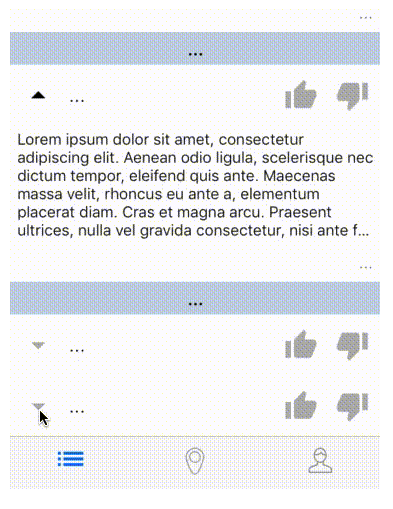 ...
...
...
Lorem ipsum dolor sit amet, consectetur
adipiscing elit. Aenean odio ligula, scelerisque nec
dictum tempor, eleifend quis ante. Maecenas
massa velit, rhoncus eu ante a, elementum
placerat diam. Cras et magna arcu. Praesent
ultrices, nulla vel gravida consectetur, nisi ante f...
...
...
...
...